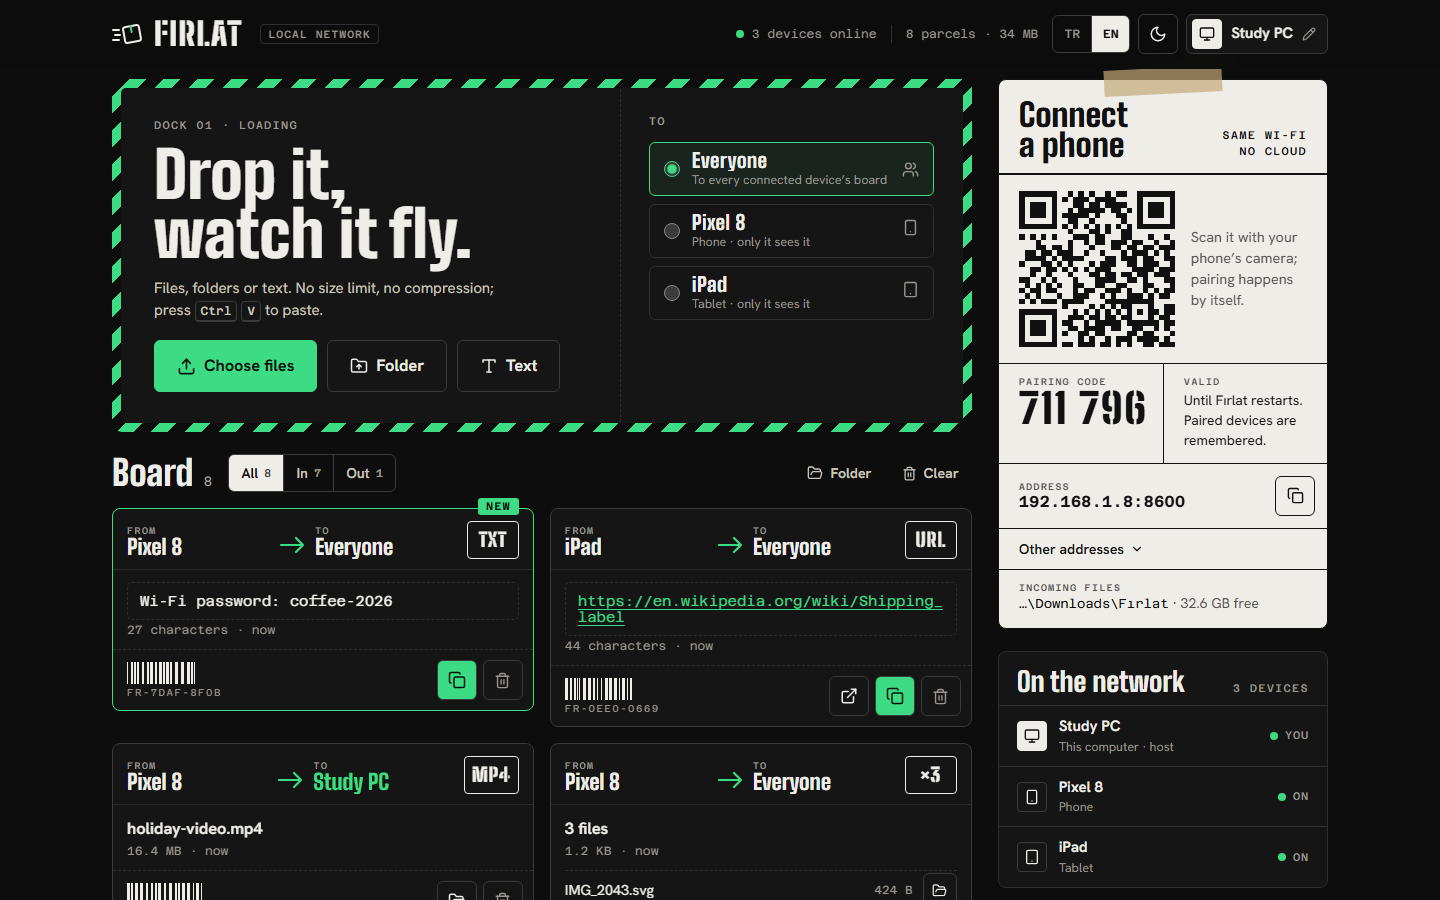 FIRLAT
LOCAL NETWORK
3 devices online
8 parcels · 34 MB
TR
EN
Study PC
DOCK 01 · LOADING
Drop it,
watch it fly.
Files, folders or text. No size limit, no compression;
press Ctrl V to paste.
Choose files
Folder
Text
TO
Everyone
To every connected device’s board
Pixel 8
Phone · only it sees it
iPad
Tablet · only it sees it
Connect
a phone
SAME WI-FI
NO CLOUD
Scan it with your
phone’s camera;
pairing happens
by itself.
PAIRING CODE
711 796
VALID
Until Fırlat restarts.
Paired devices are
remembered.
ADDRESS
192.168.1.8:8600
Other addresses
INCOMING FILES
…\Downloads\Fırlat · 32.6 GB free
Board 8
All 8
In 7
Out 1
Folder
Clear
NEW
FROM
Pixel 8
TO
Everyone
TXT
Wi-Fi password: coffee-2026
27 characters · now
FR-7DAF-8F0B
FROM
iPad
TO
Everyone
URL
https://en.wikipedia.org/wiki/Shipping_
label
44 characters · now
FR-0EE0-0669
FROM
Pixel 8
TO
Study PC
MP4
holiday-video.mp4
16.4 MB · now
FROM
Pixel 8
TO
Everyone
×3
3 files
1.2 KB · now
IMG_2043.svg
424 B
On the network
3 DEVICES
Study PC
This computer · host
YOU
Pixel 8
Phone
ON
iPad
Tablet
ON